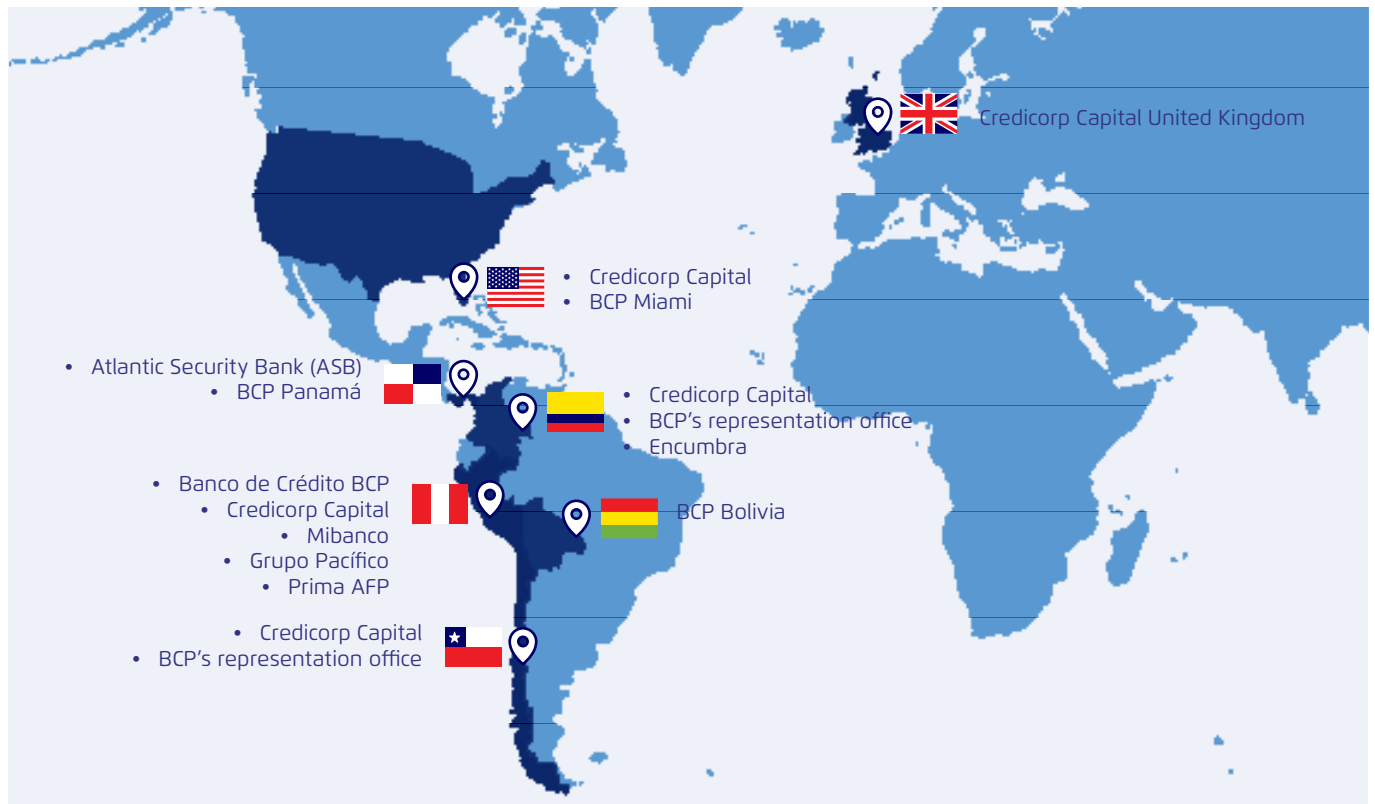 Credicorp Capital United Kingdom
• Credicorp Capital
• BCP Miami
• Atlantic Security Bank (ASB)
• BCP Panamá
• Credicorp Capital
• BCP’s representation office
• Encumbra
• Banco de Crédito BCP
• Credicorp Capital
• Mibanco
• Grupo Pacífico
• Prima AFP
BCP Bolivia
• Credicorp Capital
• BCP’s representation office